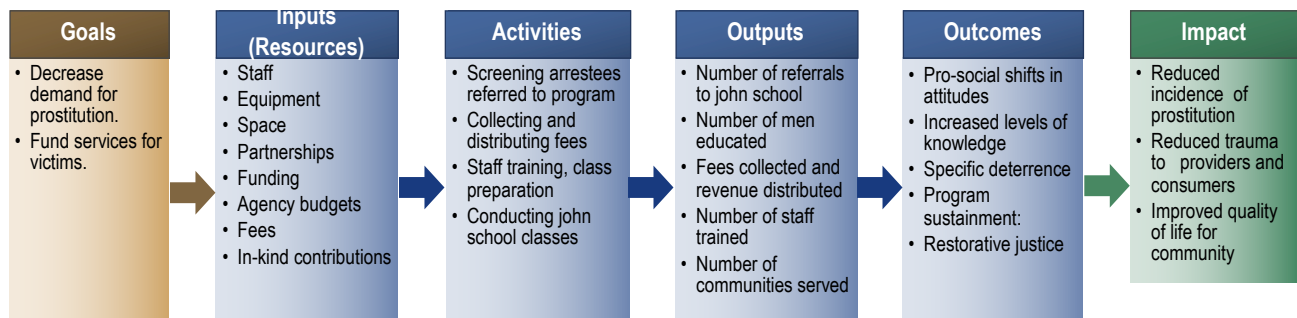 Goals
• Decrease
demand for
prostitution.
• Fund services for
victims.
Inputs
(Resources)
• Staff
• Equipment
• Space
• Partnerships
• Funding
• Agency budgets
• Fees
• In-kind contributions
Activities
• Screening arrestees
referred to program
• Collecting and
distributing fees
• Staff training, class
preparation
• Conducting john
school classes
Outputs
• Number of referrals
to john school
• Number of men
educated
• Fees collected and
revenue distributed
• Number of staff
trained
• Number of
communities served
Outcomes
• Pro-social shifts in
attitudes
• Increased levels of
knowledge
• Specific deterrence
• Program
sustainment:
• Restorative justice
Impact
• Reduced
incidence of
prostitution
• Reduced trauma
to providers and
consumers
• Improved quality
of life for
community